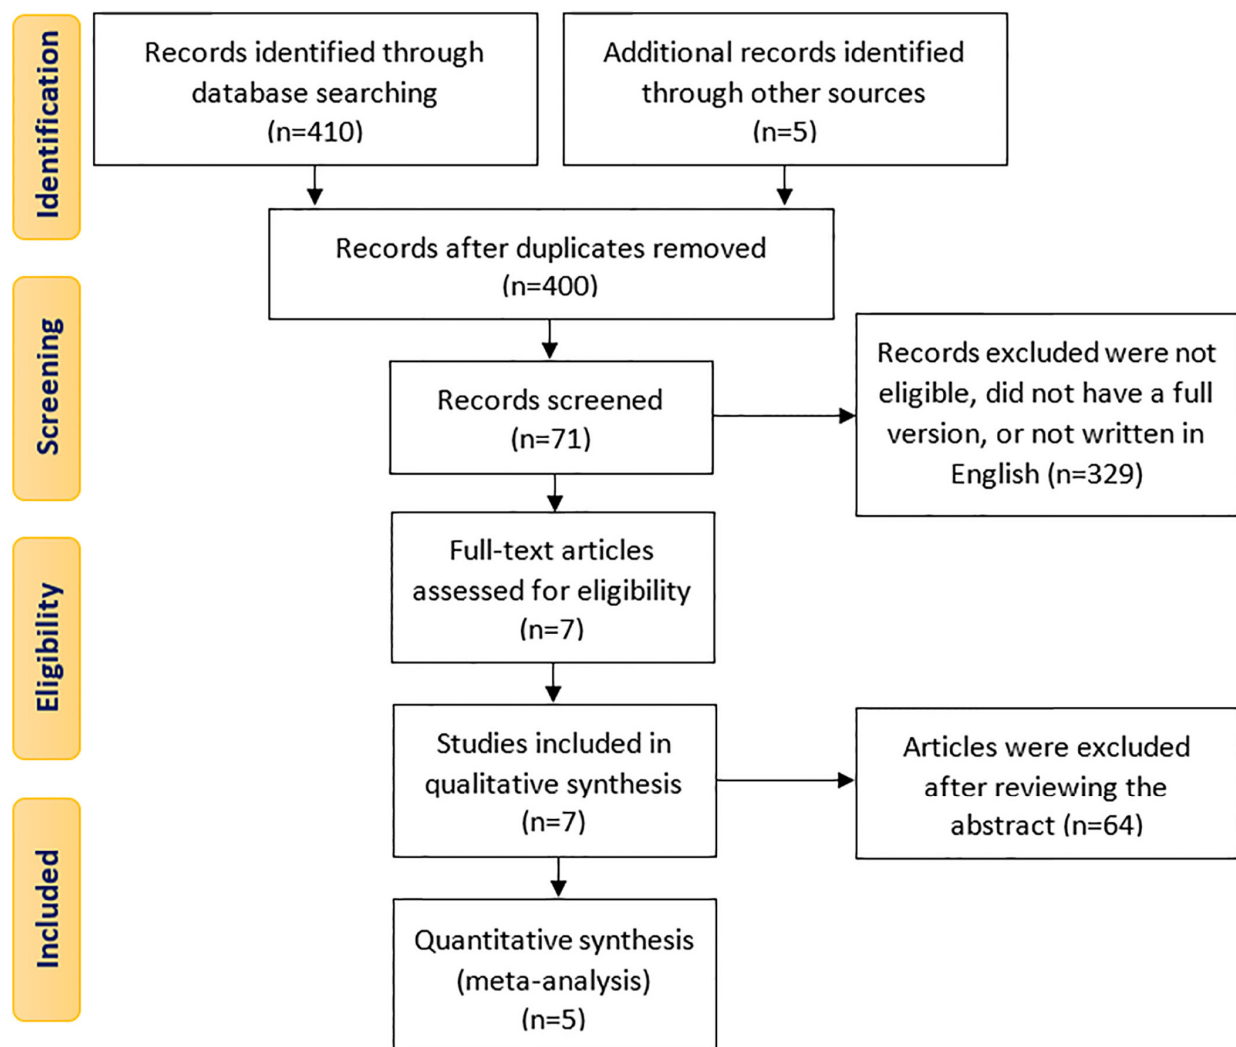 Identification
Records identified through
database searching
(n=410)
Additional records identified
through other sources
(n=5)
Records after duplicates removed
(n=400)
Screening
Records screened
(n=71)
Records excluded were not
eligible, did not have a full
version, or not written in
English (n=329)
Eligibility
Full-text articles
assessed for eligibility
(n=7)
Studies included in
qualitative synthesis
(n=7)
Articles were excluded
after reviewing the
abstract (n=64)
Included
Quantitative synthesis
(meta-analysis)
(n=5)